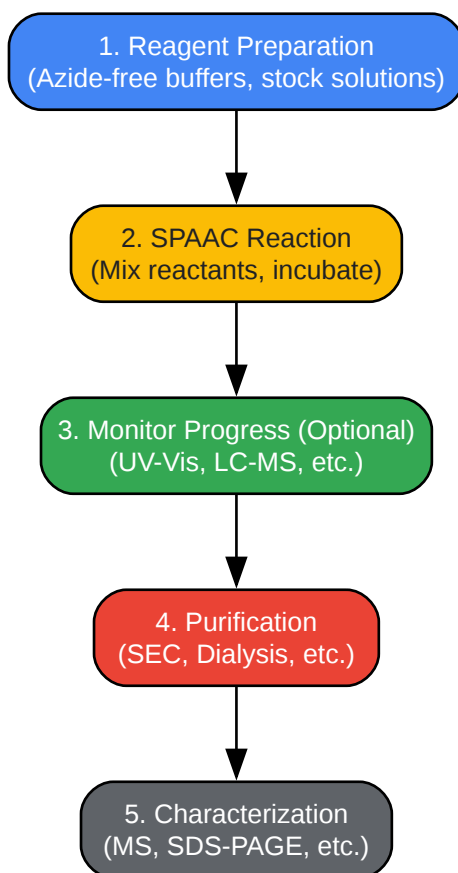 1. Reagent Preparation
(Azide-free buffers, stock solutions)
2. SPAAC Reaction
(Mix reactants, incubate)
3. Monitor Progress (Optional)
(UV-Vis, LC-MS, etc.)
4. Purification
(SEC, Dialysis, etc.)
5. Characterization
(MS, SDS-PAGE, etc.)